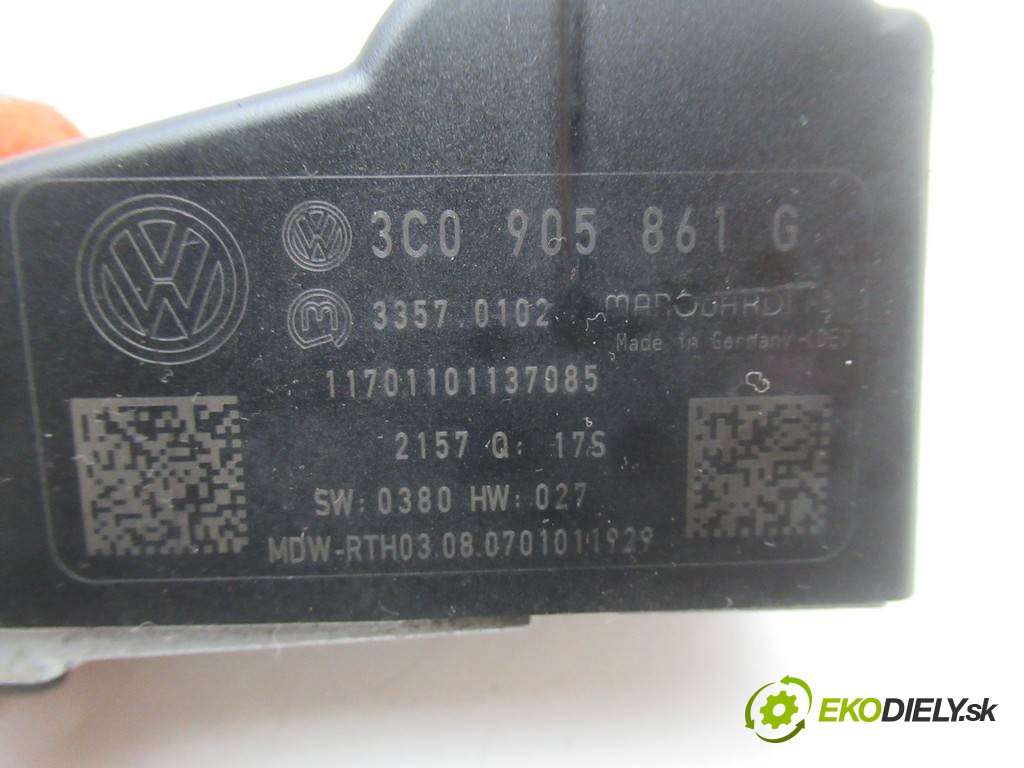 3C0 905 861 G
3357.0102 MARQUARDT
Made in Germany
11701101137085
2157 Q: 17S
SW: 0380 HW: 027
MDW-RTH03.08.0701011929
EKODIELY.sk